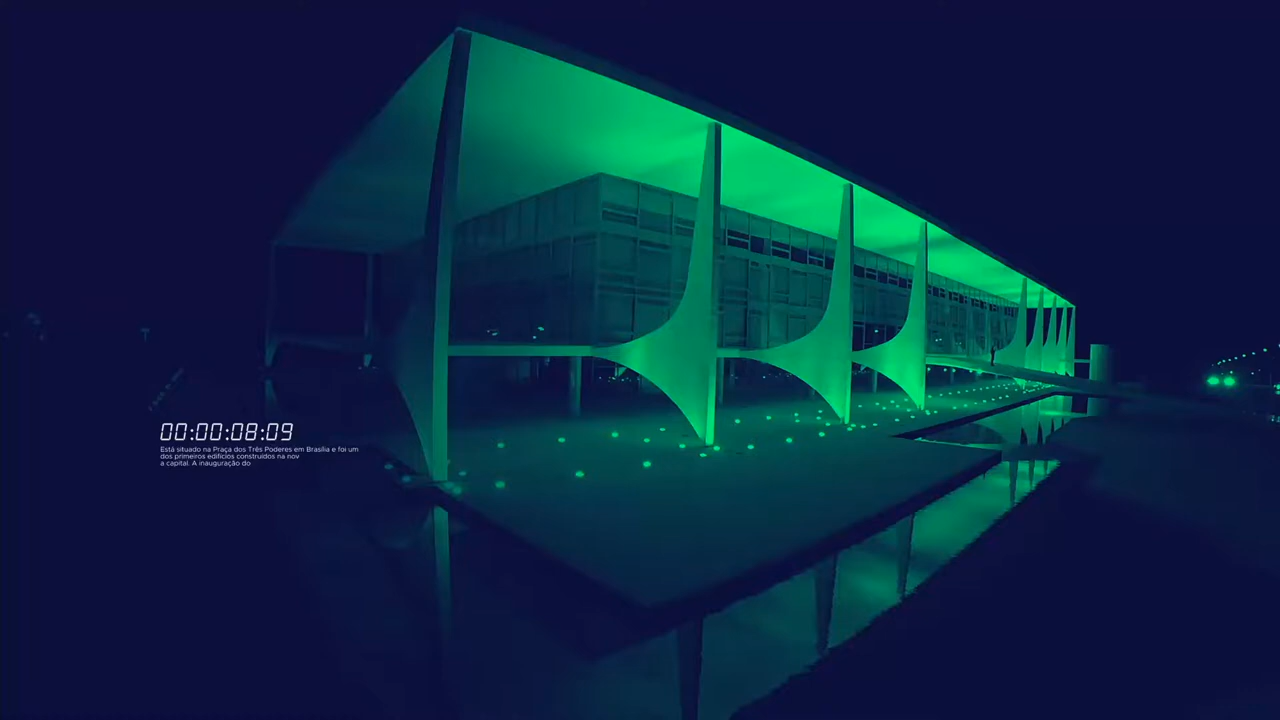 00:00:08:09
Está situado na Praça dos Três Poderes em Brasília e foi um
dos primeiros edifícios construídos na nov
a capital. A inauguração do